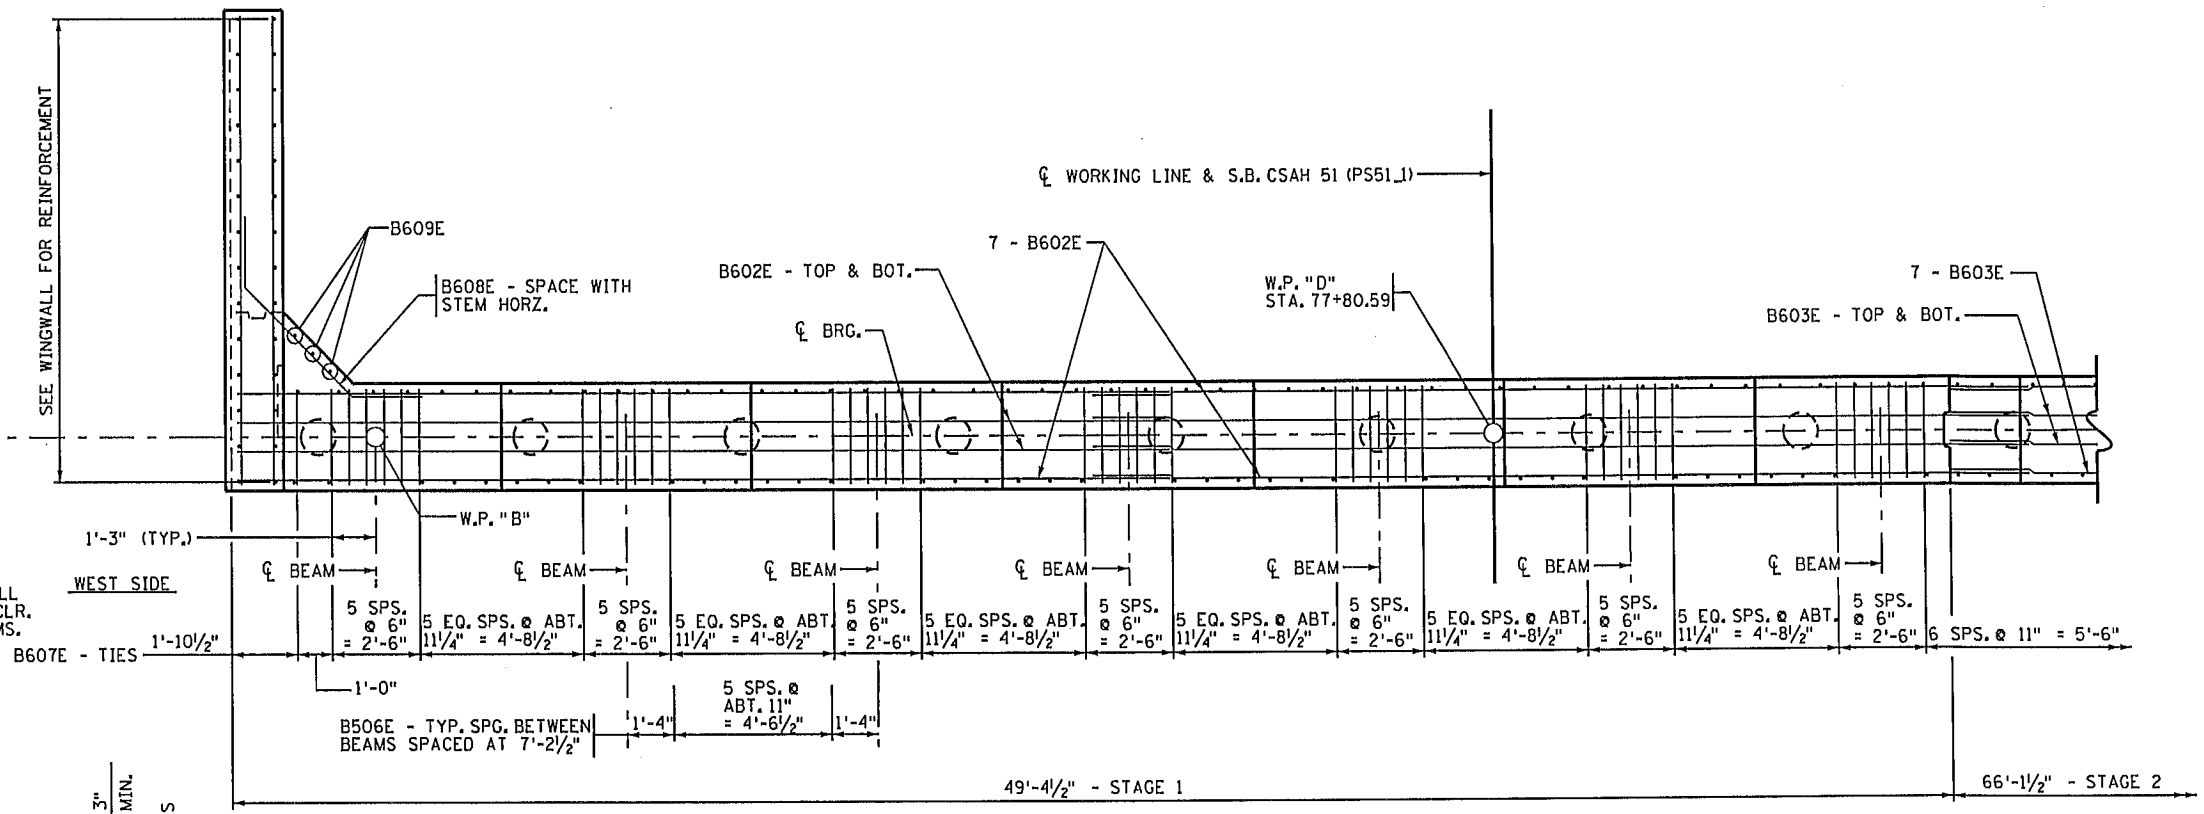 SEE WINGWALL FOR REINFORCEMENT
B609E
B608E - SPACE WITH
STEM HORZ.
B602E - TOP & BOT.
℄ BRG.
7 - B602E
℄ WORKING LINE & S.B. CSAH 51 (PS51_1)
W.P. "D"
STA. 77+80.59
7 - B603E
B603E - TOP & BOT.
W.P. "B"
1'-3" (TYP.)
WEST SIDE
LL
CLR.
MS.
℄ BEAM
℄ BEAM
℄ BEAM
℄ BEAM
℄ BEAM
℄ BEAM
℄ BEAM
B607E - TIES
1'-10½"
1'-0"
5 SPS.
@ 6"
= 2'-6"
5 EQ. SPS. @ ABT.
11¼" = 4'-8½"
5 SPS.
@ 6"
= 2'-6"
5 EQ. SPS. @ ABT.
11¼" = 4'-8½"
5 SPS.
@ 6"
= 2'-6"
5 EQ. SPS. @ ABT.
11¼" = 4'-8½"
5 SPS.
@ 6"
= 2'-6"
5 EQ. SPS. @ ABT.
11¼" = 4'-8½"
5 SPS.
@ 6"
= 2'-6"
5 EQ. SPS. @ ABT.
11¼" = 4'-8½"
5 SPS.
@ 6"
= 2'-6"
5 EQ. SPS. @ ABT.
11¼" = 4'-8½"
5 SPS.
@ 6"
= 2'-6"
6 SPS. @ 11" = 5'-6"
B506E - TYP. SPG. BETWEEN
BEAMS SPACED AT 7'-2½"
1'-4"
5 SPS. @
ABT. 11"
= 4'-6½"
1'-4"
3"
MIN.
S
49'-4½" - STAGE 1
66'-1½" - STAGE 2